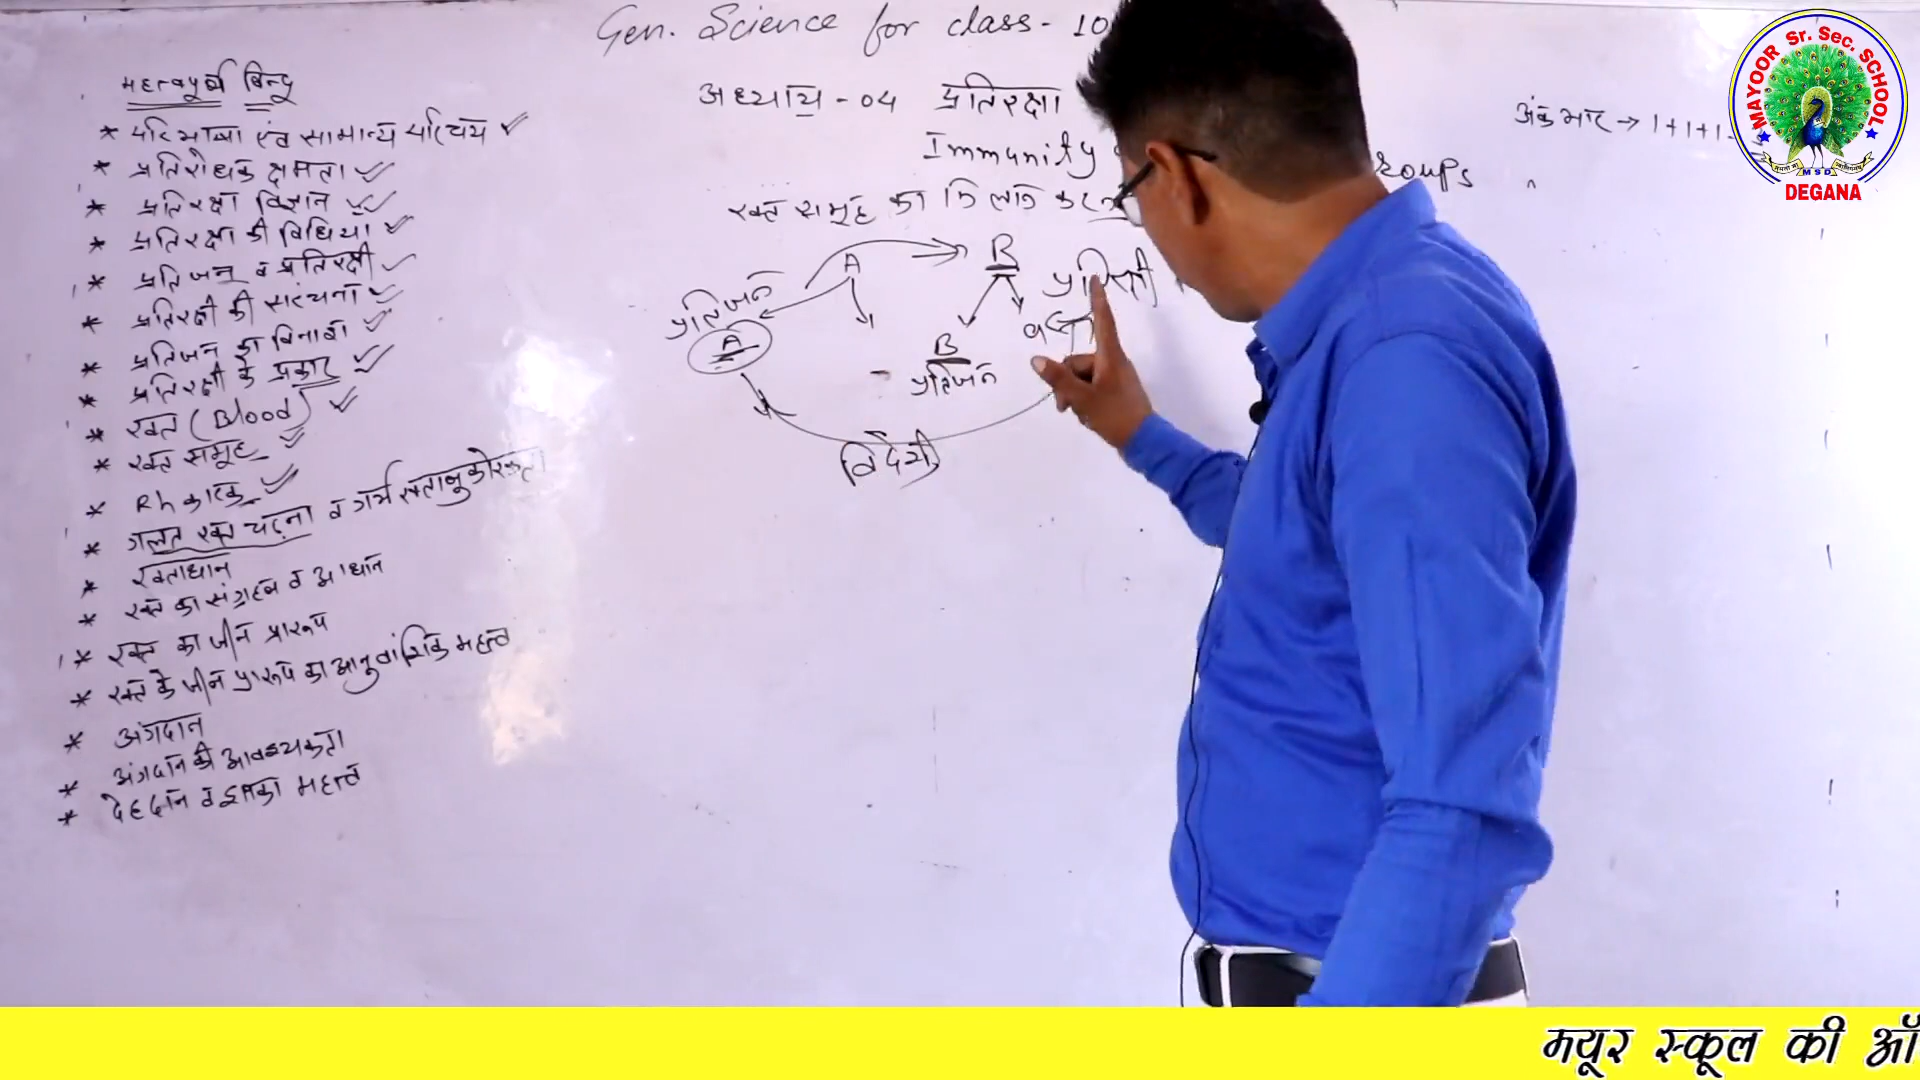 Gen. Science for class - 10
अध्याय - 04 प्रतिरक्षा
Immunity
roups
अंक भार → 1+1+1
रक्त समूह का मिलान करना
महत्वपूर्ण बिन्दु
* परिभाषा एवं सामान्य परिचय ✓
* प्रतिरोधक क्षमता ✓
* प्रतिरक्षा विज्ञान ✓
* प्रतिरक्षा की विधियां ✓
* प्रतिजन व प्रतिरक्षी ✓
* प्रतिरक्षी की संरचना ✓
* प्रतिजन का विनाश ✓
* प्रतिरक्षी के प्रकार ✓
* रक्त (Blood) ✓
* रक्त समूह ✓
* Rh कारक ✓
* गलत रक्त चढ़ना व गर्भ रक्ताणुकोरकता
* रक्ताधान
* रक्त का संग्रहण व आधान
* रक्त का जीन प्रारूप
* रक्त के जीन प्रारूप का आनुवांशिक महत्व
* अंगदान
* अंगदान की आवश्यकता
* देहदान व इसका महत्व
A
B
प्रतिजन
A
B
प्रतिजन
a
विदेशी
MAYOOR Sr. Sec. SCHOOL
MSD
DEGANA
मयूर स्कूल की ऑ